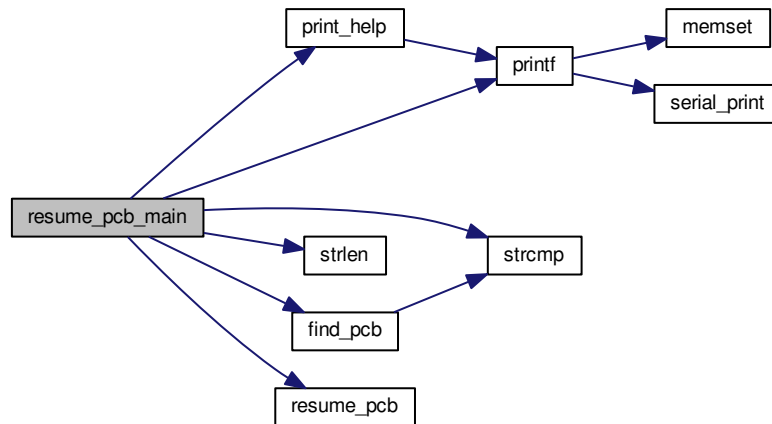 print_help
memset
printf
serial_print
resume_pcb_main
strlen
strcmp
find_pcb
resume_pcb